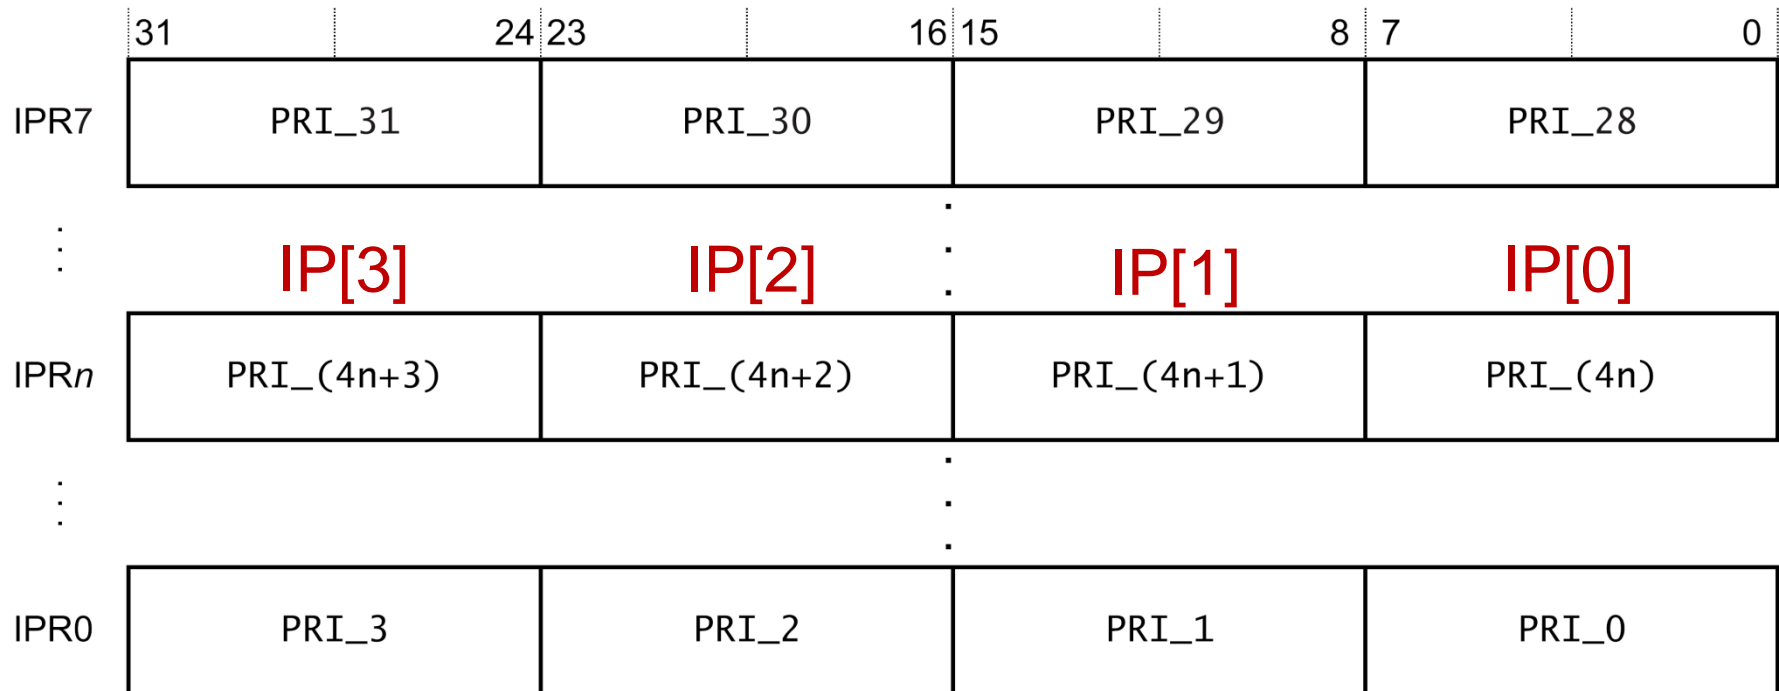 31 24 23 16 15 8 7 0
IPR7 PRI_31 PRI_30 PRI_29 PRI_28
IP[3] IP[2] IP[1] IP[0]
IPRn PRI_(4n+3) PRI_(4n+2) PRI_(4n+1) PRI_(4n)
IPR0 PRI_3 PRI_2 PRI_1 PRI_0